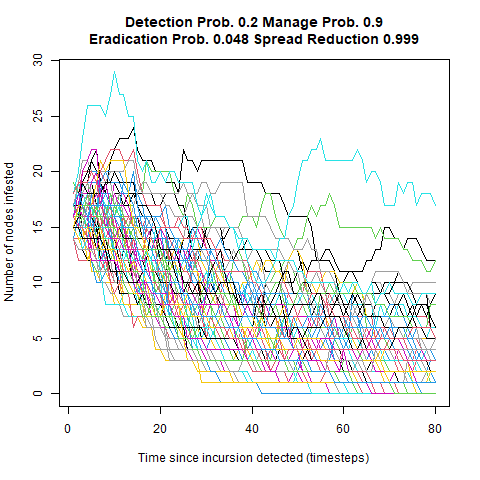 Detection Prob. 0.2 Manage Prob. 0.9
Eradication Prob. 0.048 Spread Reduction 0.999
Number of nodes infested
30
25
20
15
10
5
0
0 20 40 60 80
Time since incursion detected (timesteps)